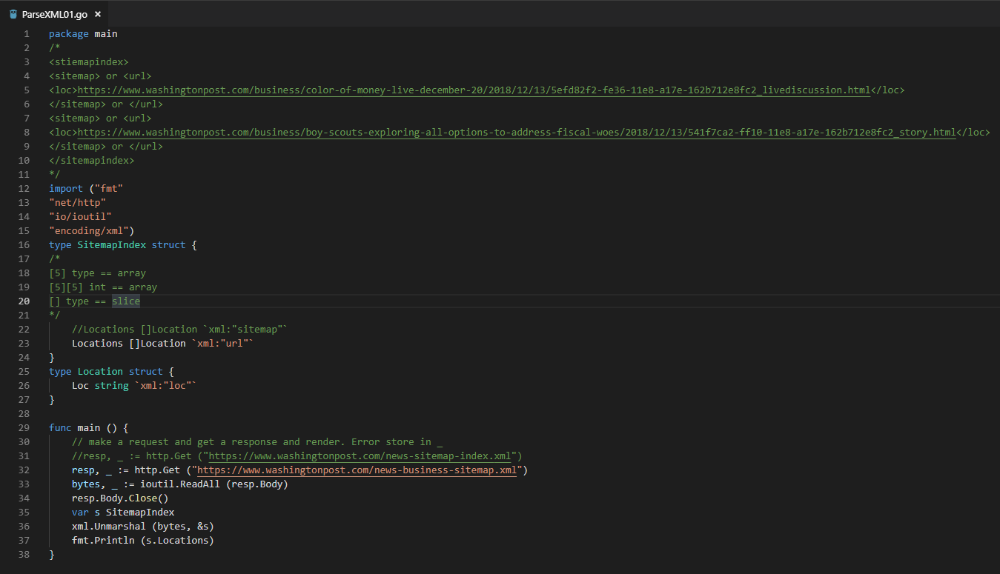 ParseXML01.go ×
1 package main
2 /*
3 <stiemapindex>
4 <sitemap> or <url>
5 <loc>https://www.washingtonpost.com/business/color-of-money-live-december-20/2018/12/13/5efd82f2-fe36-11e8-a17e-162b712e8fc2_livediscussion.html</loc>
6 </sitemap> or </url>
7 <sitemap> or <url>
8 <loc>https://www.washingtonpost.com/business/boy-scouts-exploring-all-options-to-address-fiscal-woes/2018/12/13/541f7ca2-ff10-11e8-a17e-162b712e8fc2_story.html</loc>
9 </sitemap> or </url>
10 </sitemapindex>
11 */
12 import ("fmt"
13 "net/http"
14 "io/ioutil"
15 "encoding/xml")
16 type SitemapIndex struct {
17 /*
18 [5] type == array
19 [5][5] int == array
20 [] type == slice
21 */
22     //Locations []Location `xml:"sitemap"`
23     Locations []Location `xml:"url"`
24 }
25 type Location struct {
26     Loc string `xml:"loc"`
27 }
28
29 func main () {
30     // make a request and get a response and render. Error store in _
31     //resp, _ := http.Get ("https://www.washingtonpost.com/news-sitemap-index.xml")
32     resp, _ := http.Get ("https://www.washingtonpost.com/news-business-sitemap.xml")
33     bytes, _ := ioutil.ReadAll (resp.Body)
34     resp.Body.Close()
35     var s SitemapIndex
36     xml.Unmarshal (bytes, &s)
37     fmt.Println (s.Locations)
38 }